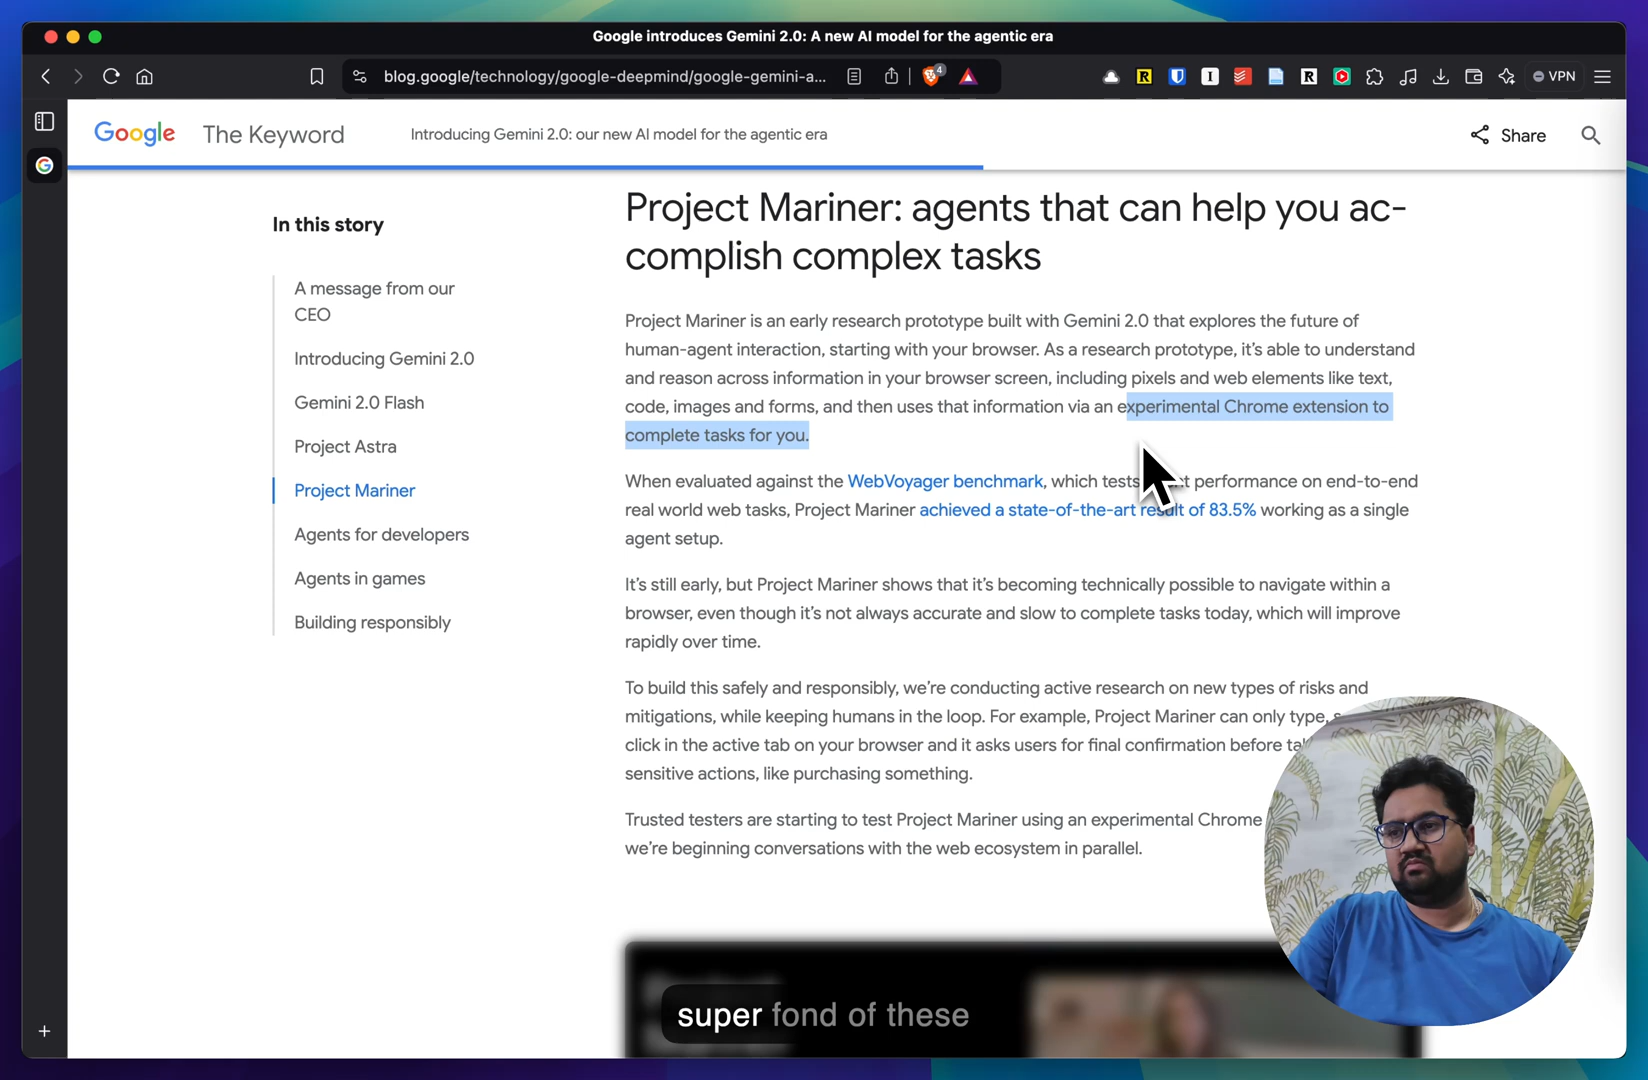 Google introduces Gemini 2.0: A new AI model for the agentic era
blog.google/technology/google-deepmind/google-gemini-a...
4
VPN
Google The Keyword
Introducing Gemini 2.0: our new AI model for the agentic era
Share
In this story
A message from our
CEO
Introducing Gemini 2.0
Gemini 2.0 Flash
Project Astra
Project Mariner
Agents for developers
Agents in games
Building responsibly
Project Mariner: agents that can help you ac-
complish complex tasks
Project Mariner is an early research prototype built with Gemini 2.0 that explores the future of
human-agent interaction, starting with your browser. As a research prototype, it's able to understand
and reason across information in your browser screen, including pixels and web elements like text,
code, images and forms, and then uses that information via an experimental Chrome extension to
complete tasks for you.
When evaluated against the WebVoyager benchmark, which tests performance on end-to-end
real world web tasks, Project Mariner achieved a state-of-the-art result of 83.5% working as a single
agent setup.
It's still early, but Project Mariner shows that it's becoming technically possible to navigate within a
browser, even though it's not always accurate and slow to complete tasks today, which will improve
rapidly over time.
To build this safely and responsibly, we're conducting active research on new types of risks and
mitigations, while keeping humans in the loop. For example, Project Mariner can only type,
click in the active tab on your browser and it asks users for final confirmation before
sensitive actions, like purchasing something.
Trusted testers are starting to test Project Mariner using an experimental Chrome
we're beginning conversations with the web ecosystem in parallel.
super fond of these